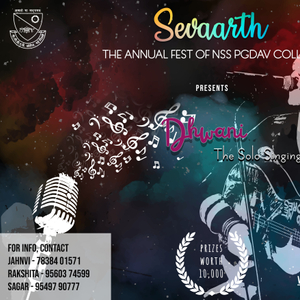 Sevaarth
THE ANNUAL FEST OF NSS PGDAV COLL
PRESENTS
Dhwani
The Solo Singing
PRIZES
WORTH
10,000
FOR INFO, CONTACT
JAHNVI - 78384 01571
RAKSHITA - 95603 74599
SAGAR - 95497 90777